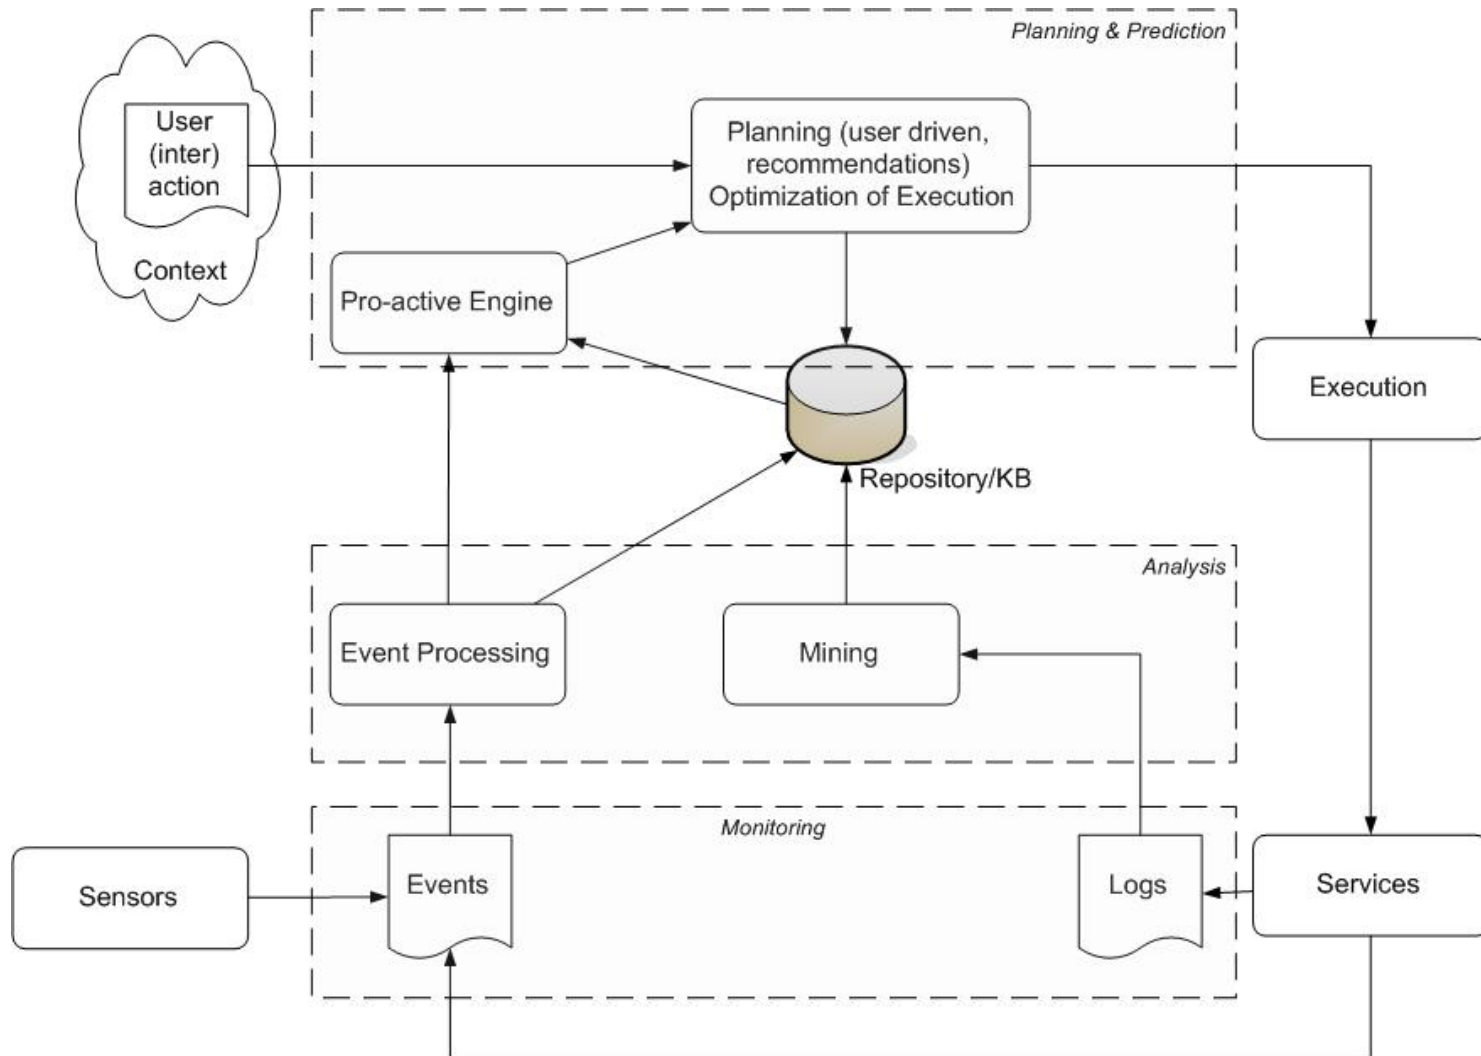 Planning & Prediction
User
(inter)
action
Context
Planning (user driven,
recommendations)
Optimization of Execution
Pro-active Engine
Execution
Repository/KB
Analysis
Event Processing
Mining
Monitoring
Sensors
Events
Logs
Services